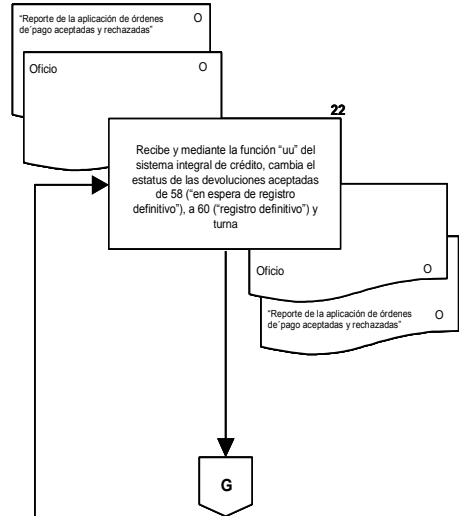 "Reporte de la aplicación de órdenes O
de´pago aceptadas y rechazadas"
Oficio O
22
Recibe y mediante la función "uu" del
sistema integral de crédito, cambia el
estatus de las devoluciones aceptadas
de 58 ("en espera de registro
definitivo"), a 60 ("registro definitivo") y
turna
Oficio O
"Reporte de la aplicación de órdenes O
de´pago aceptadas y rechazadas"
G